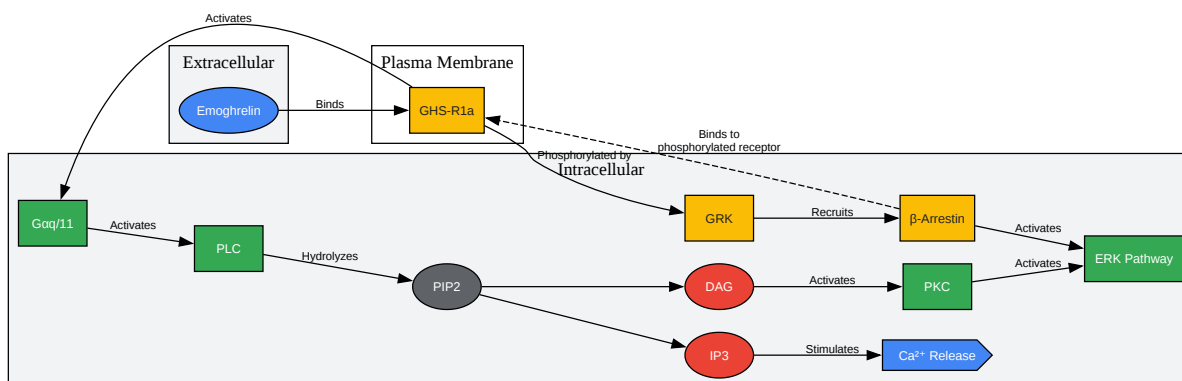 Activates
Extracellular
Plasma Membrane
Emoghrelin
Binds
GHS-R1a
Binds to
phosphorylated receptor
Phosphorylated by
Intracellular
Gαq/11
Activates
PLC
Hydrolyzes
PIP2
GRK
Recruits
β-Arrestin
Activates
ERK Pathway
DAG
Activates
PKC
Activates
IP3
Stimulates
Ca²⁺ Release